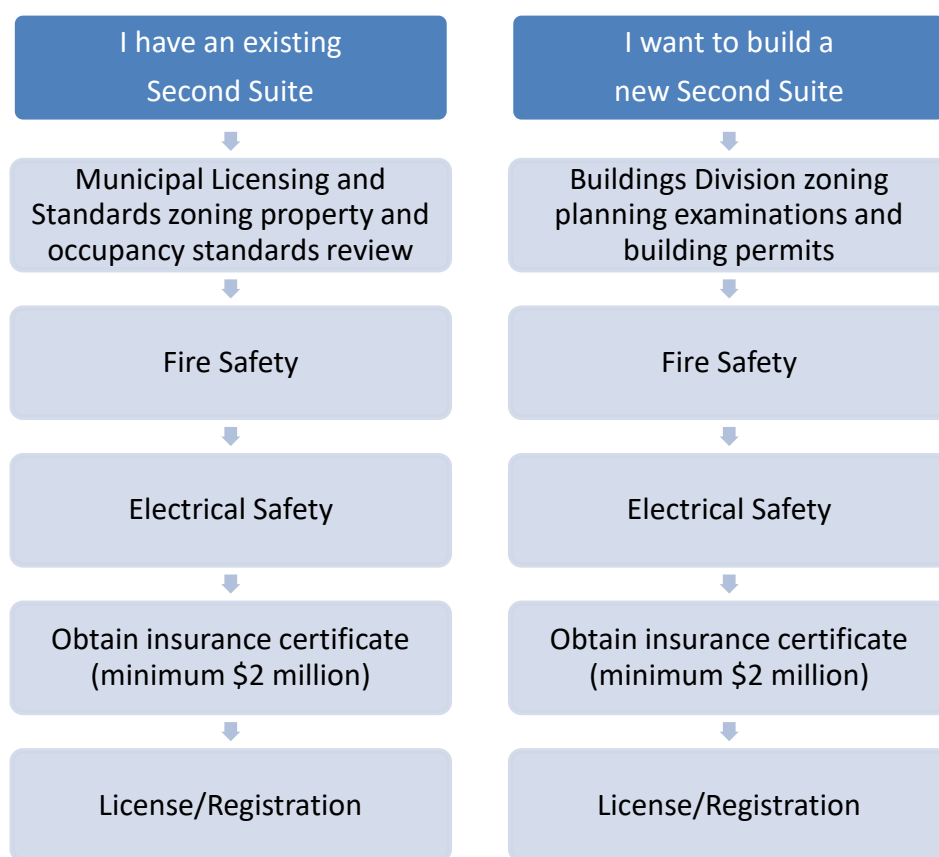 I have an existing
Second Suite
Municipal Licensing and
Standards zoning property and
occupancy standards review
Fire Safety
Electrical Safety
Obtain insurance certificate
(minimum $2 million)
License/Registration
I want to build a
new Second Suite
Buildings Division zoning
planning examinations and
building permits
Fire Safety
Electrical Safety
Obtain insurance certificate
(minimum $2 million)
License/Registration